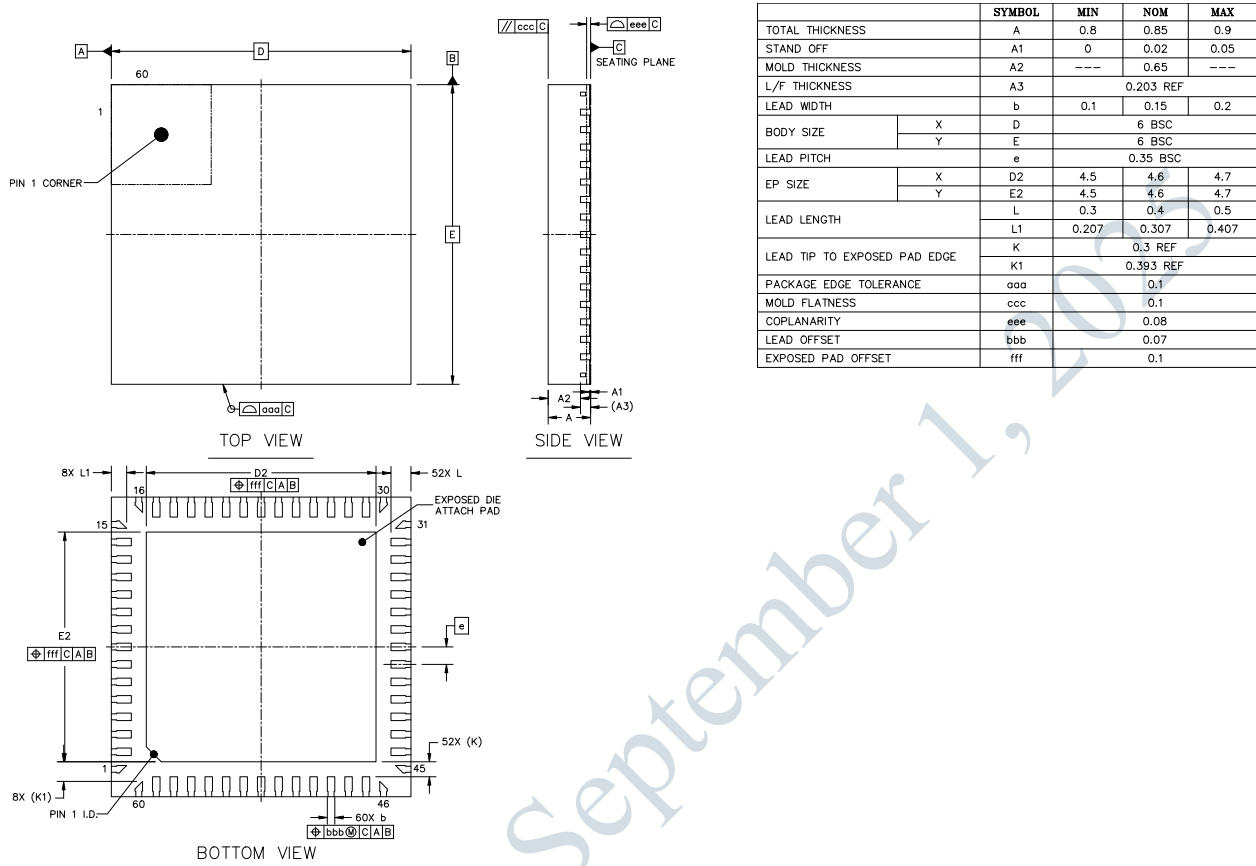 // ccc C
⌓ eee C
A
D
B
C
SEATING PLANE
60
1
PIN 1 CORNER
E
A1
A2
(A3)
A
⌓ aaa C
TOP VIEW
SIDE VIEW
SYMBOL MIN NOM MAX
TOTAL THICKNESS A 0.8 0.85 0.9
STAND OFF A1 0 0.02 0.05
MOLD THICKNESS A2 --- 0.65 ---
L/F THICKNESS A3 0.203 REF
LEAD WIDTH b 0.1 0.15 0.2
BODY SIZE X D 6 BSC
Y E 6 BSC
LEAD PITCH e 0.35 BSC
EP SIZE X D2 4.5 4.6 4.7
Y E2 4.5 4.6 4.7
LEAD LENGTH L 0.3 0.4 0.5
L1 0.207 0.307 0.407
LEAD TIP TO EXPOSED PAD EDGE K 0.3 REF
K1 0.393 REF
PACKAGE EDGE TOLERANCE aaa 0.1
MOLD FLATNESS ccc 0.1
COPLANARITY eee 0.08
LEAD OFFSET bbb 0.07
EXPOSED PAD OFFSET fff 0.1
8X L1
D2
52X L
⌖ fff C A B
16
30
EXPOSED DIE
ATTACH PAD
15
31
e
E2
⌖ fff C A B
52X (K)
1
45
8X (K1)
60
46
PIN 1 I.D.
60X b
⌖ bbb Ⓜ C A B
BOTTOM VIEW
September 1, 2025